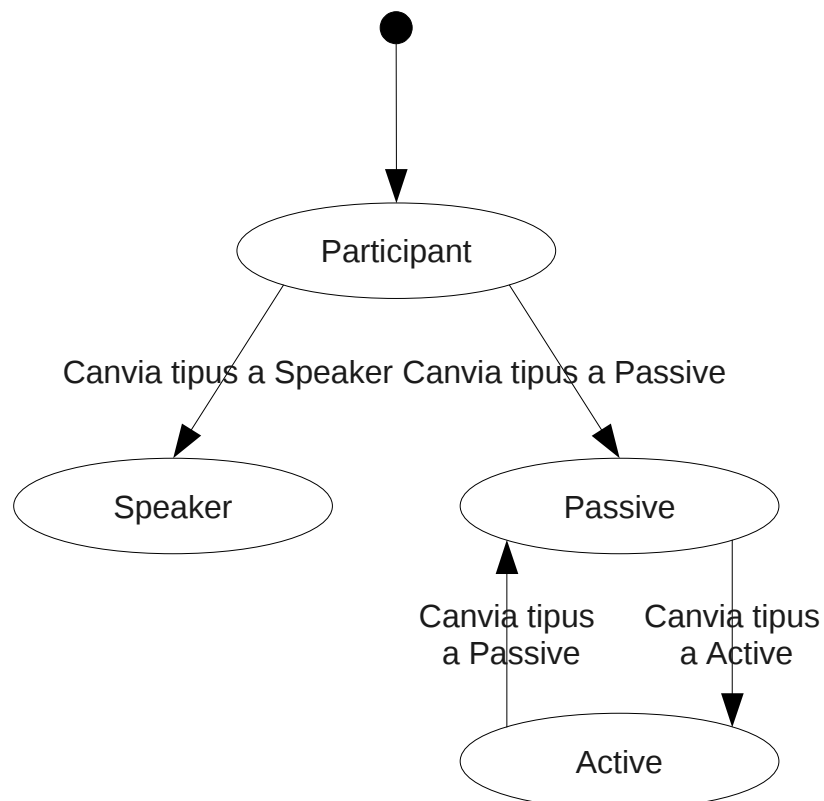 Participant
Canvia tipus a Speaker
Canvia tipus a Passive
Speaker
Passive
Canvia tipus
a Passive
Canvia tipus
a Active
Active